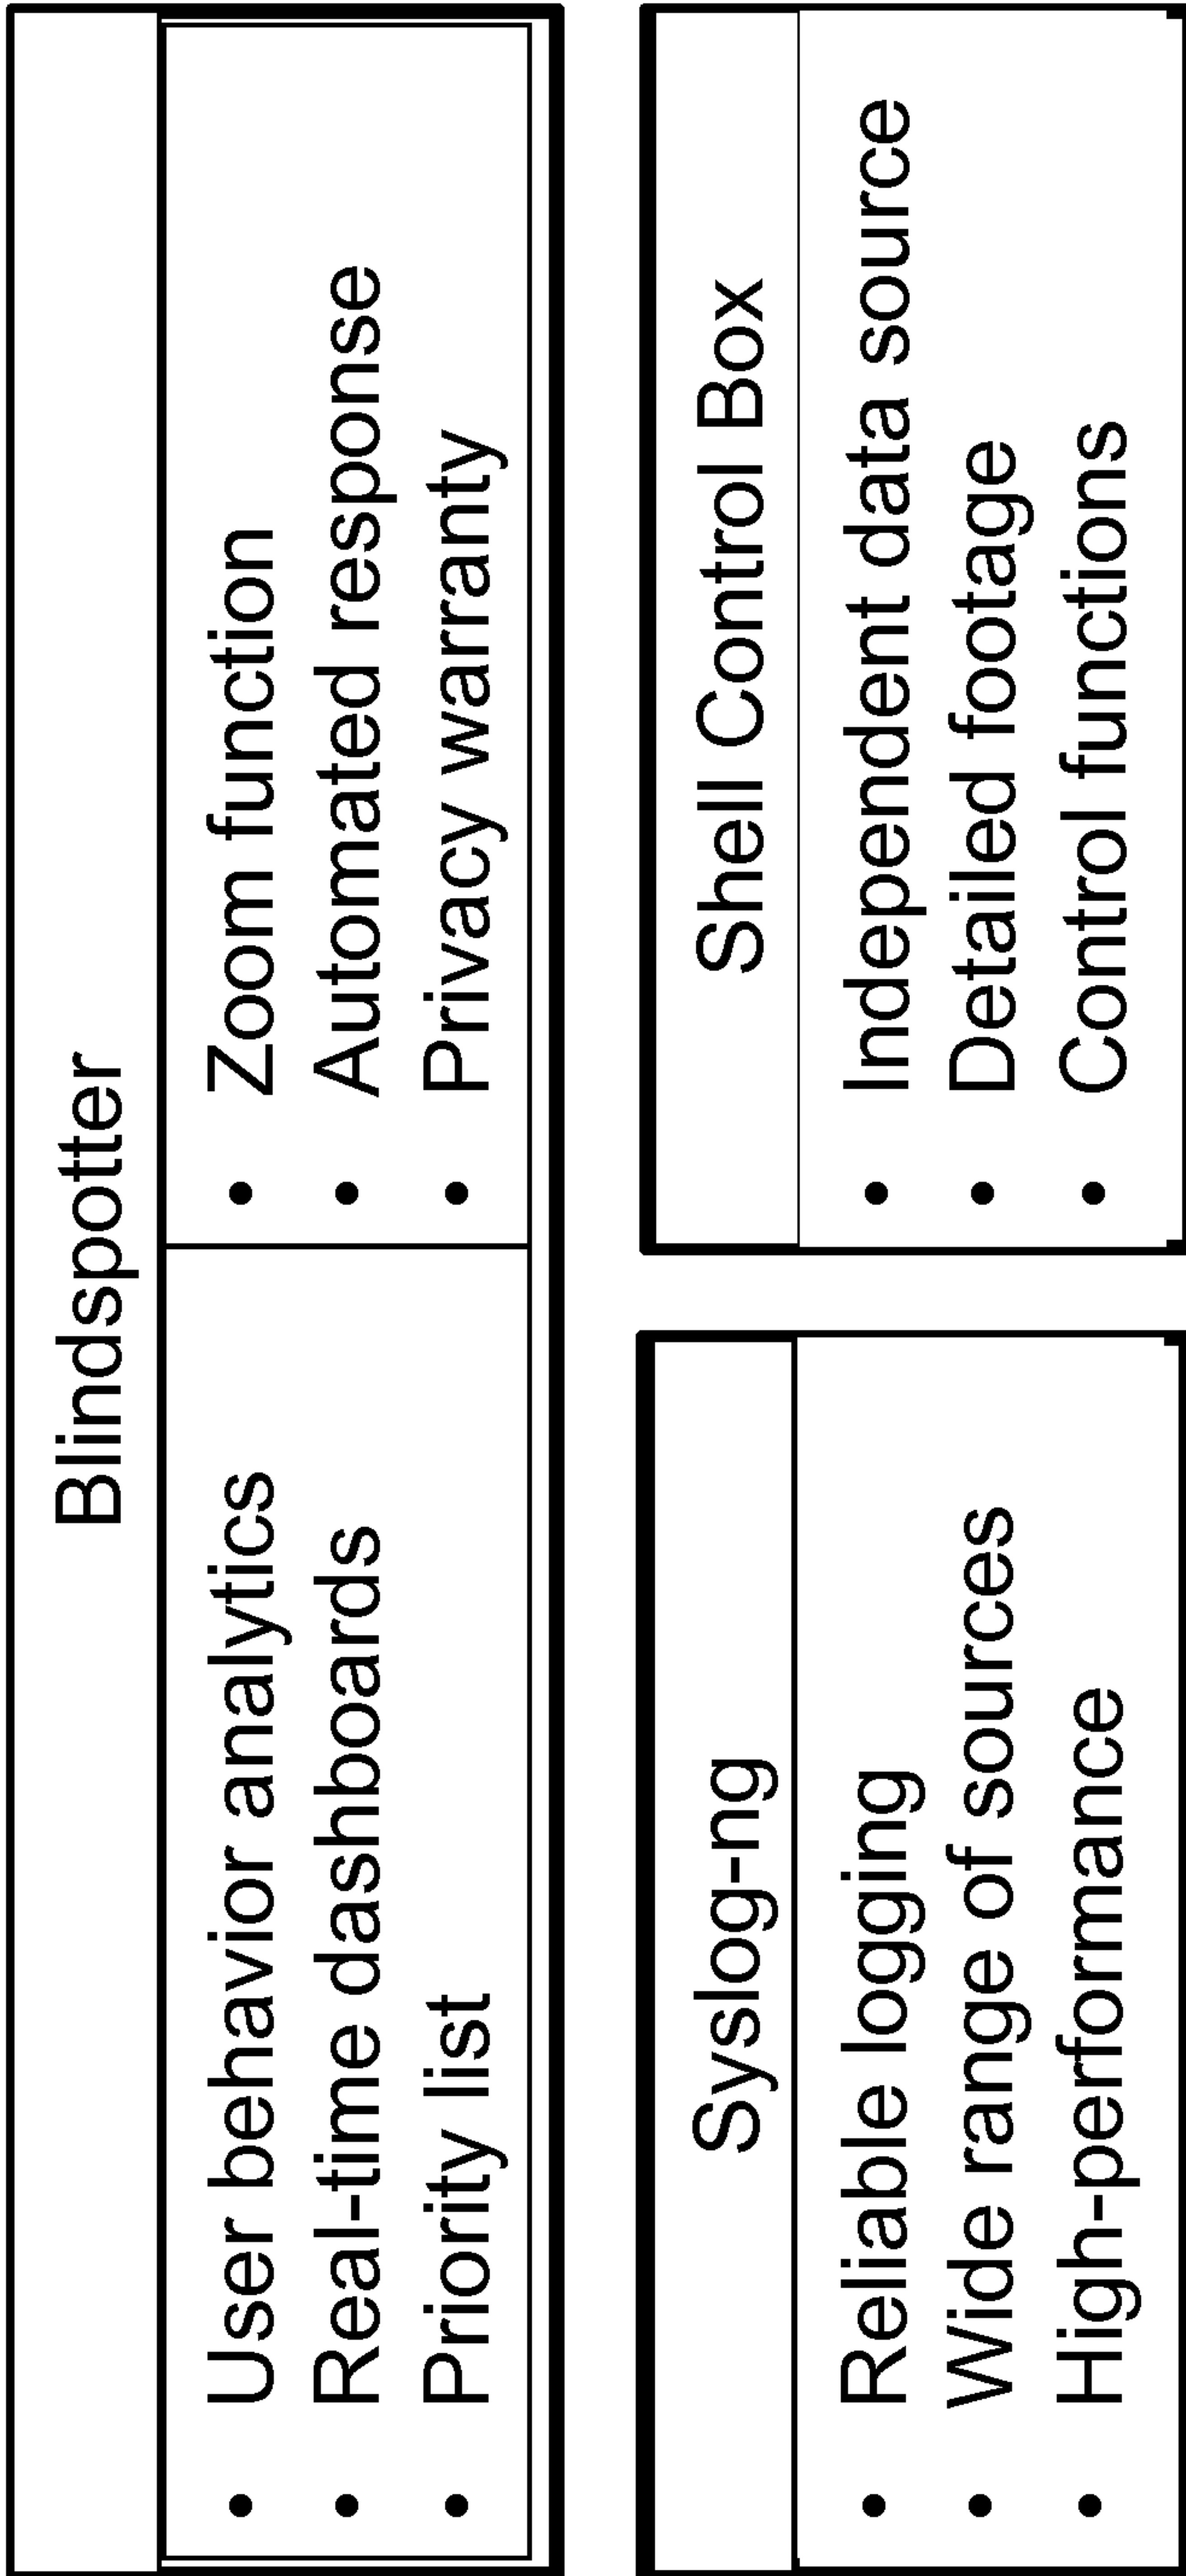 Blindspotter
• User behavior analytics
• Real-time dashboards
• Priority list
• Zoom function
• Automated response
• Privacy warranty
Syslog-ng
• Reliable logging
• Wide range of sources
• High-performance
Shell Control Box
• Independent data source
• Detailed footage
• Control functions